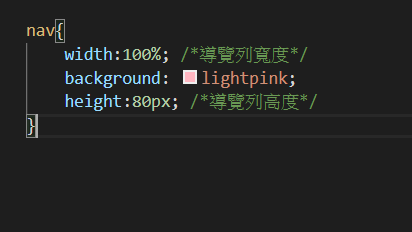 nav{
width:100%; /*導覽列寬度*/
background: lightpink;
height:80px; /*導覽列高度*/
}